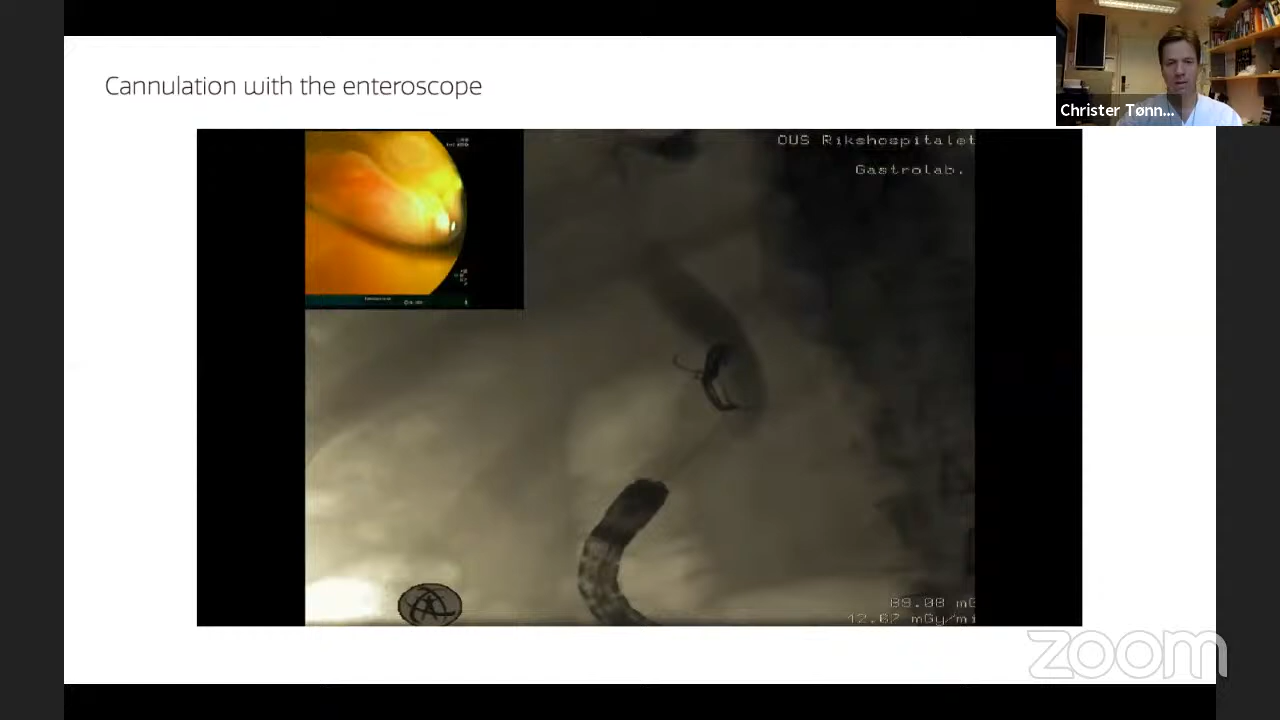 Cannulation with the enteroscope
Christer Tønn...
OUS Rikshospitalet
Gastrolab.
zoom